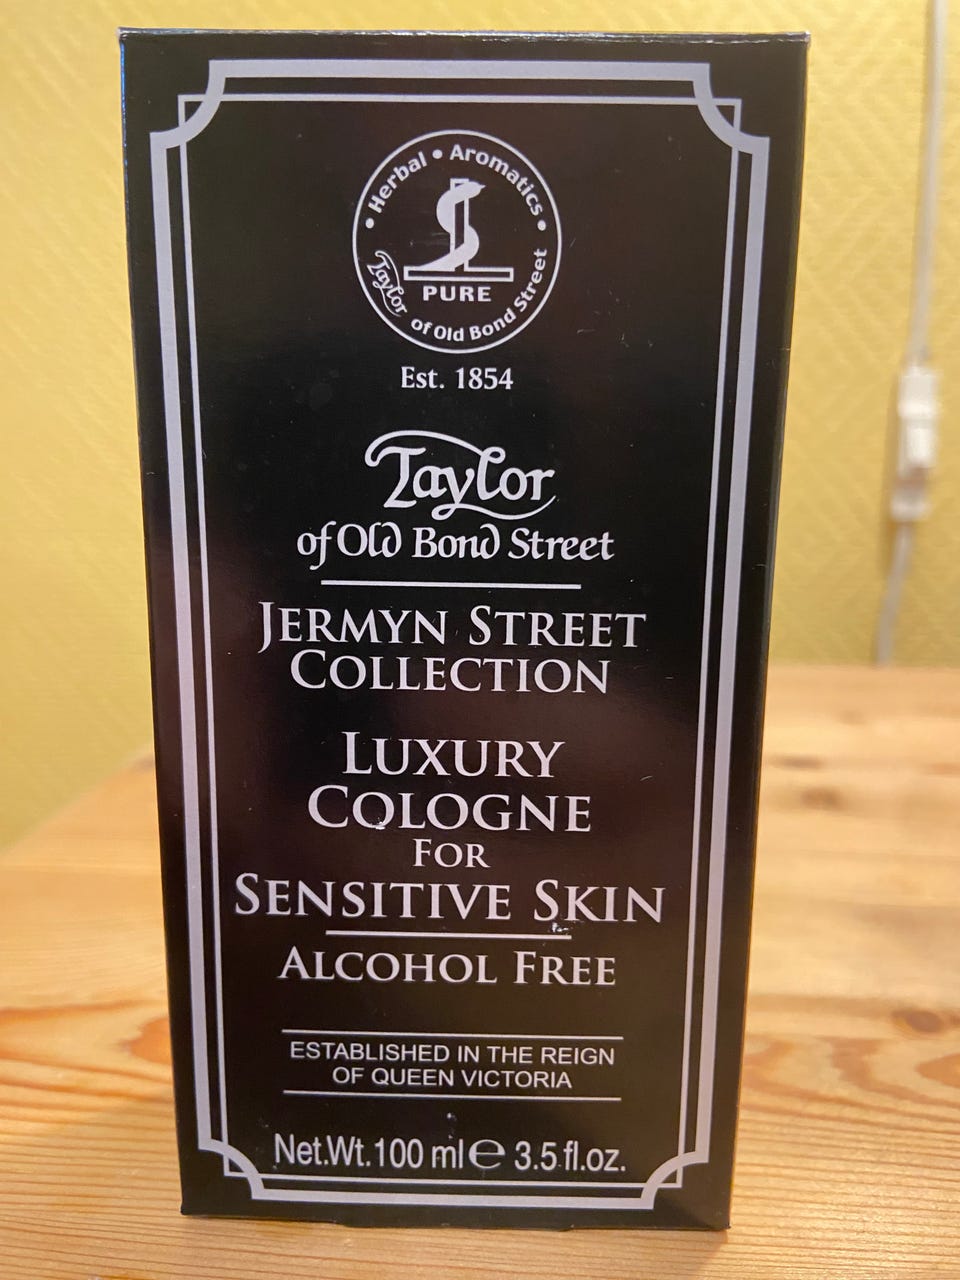 • Herbal • Aromatics •
PURE
Taylor of Old Bond Street
Est. 1854
Taylor
of Old Bond Street
JERMYN STREET
COLLECTION
LUXURY
COLOGNE
FOR
SENSITIVE SKIN
ALCOHOL FREE
ESTABLISHED IN THE REIGN
OF QUEEN VICTORIA
Net.Wt. 100 ml ℮ 3.5 fl.oz.